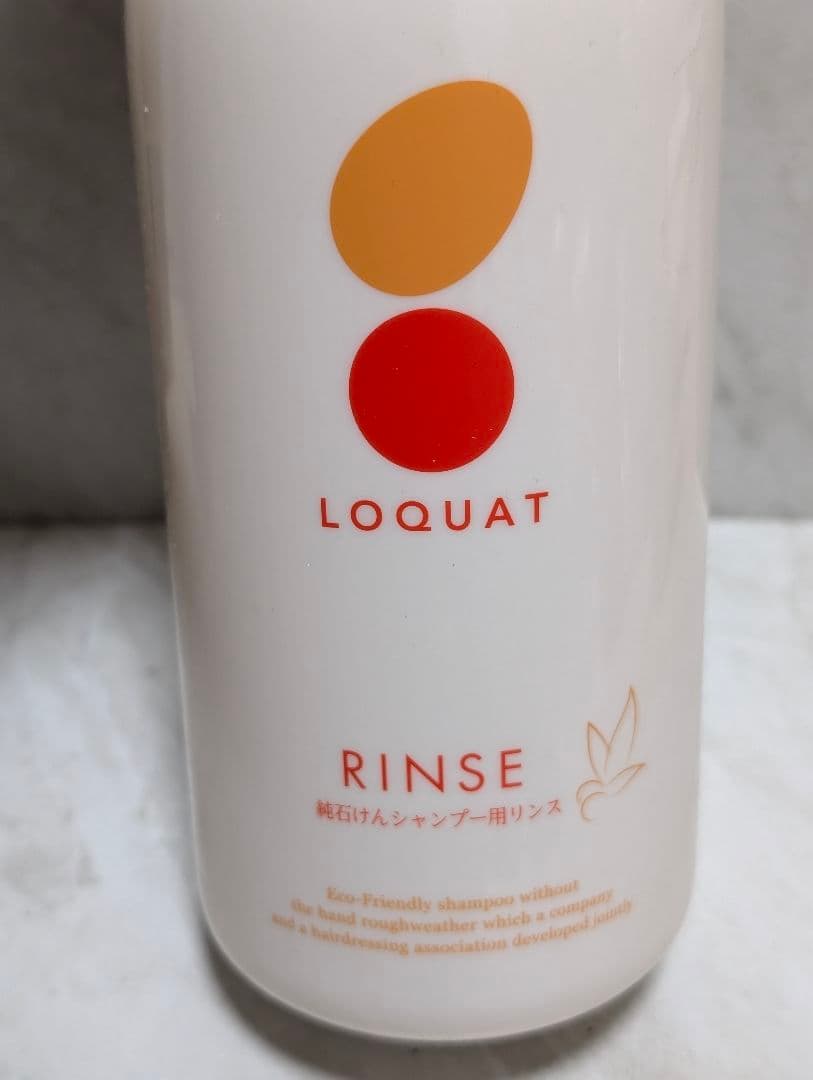 LOQUAT
RINSE
純石けんシャンプー用リンス
Eco-Friendly shampoo without
the hand roughweather which a company
and a hairdressing association developed jointly